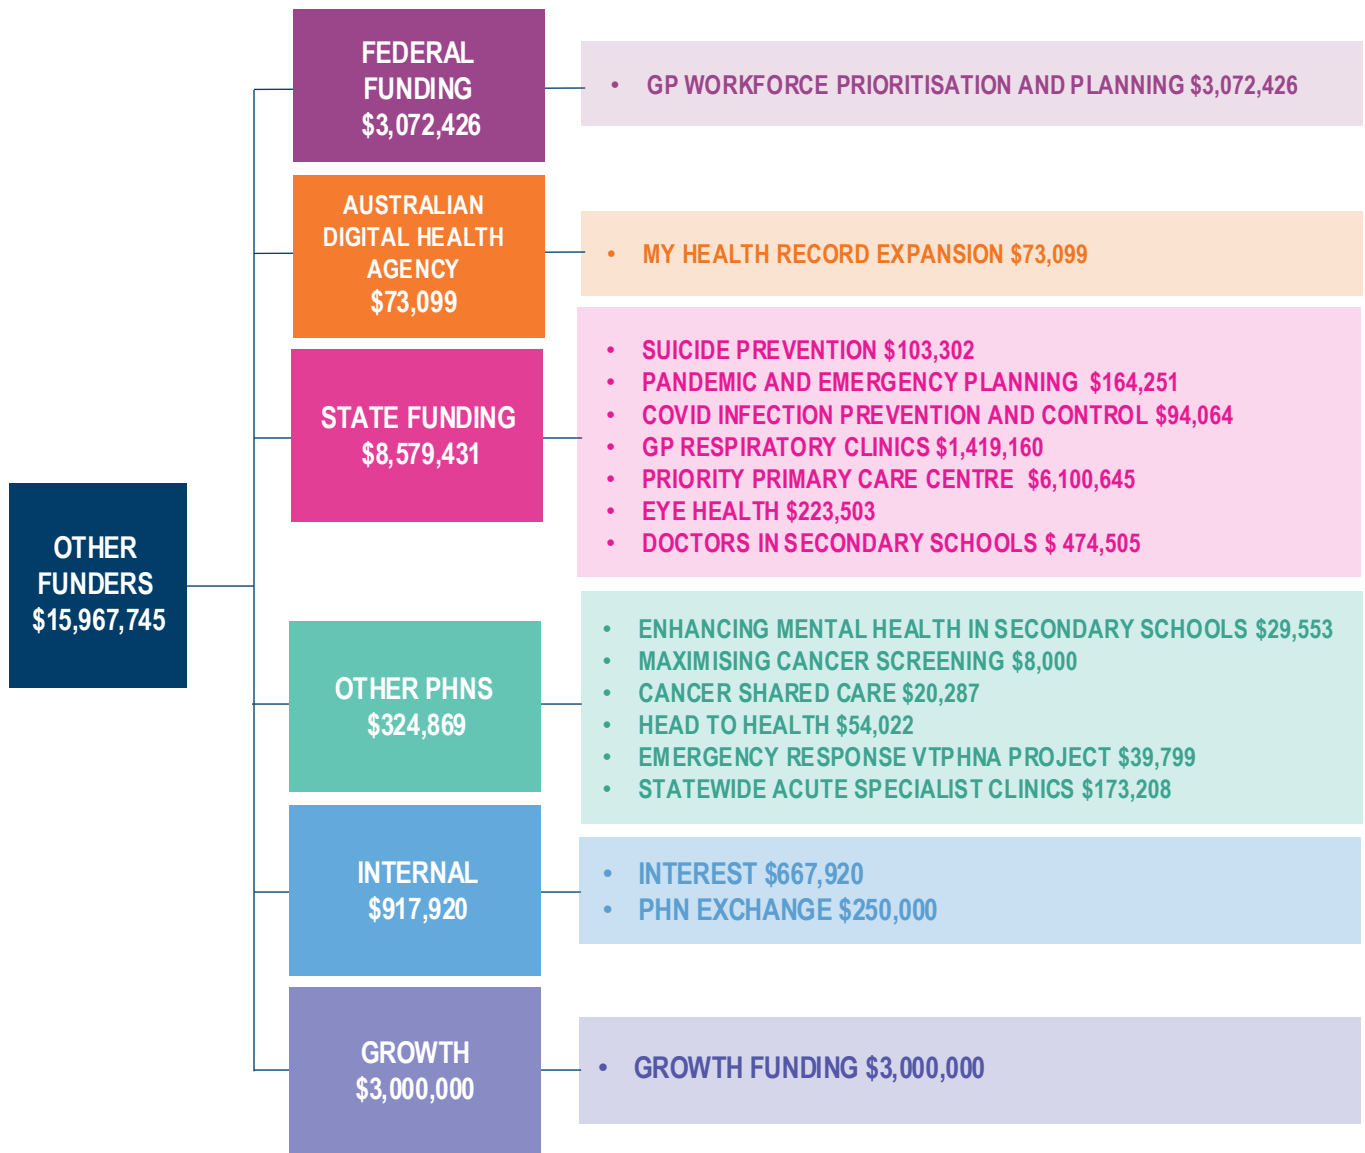 OTHER
FUNDERS
$15,967,745
FEDERAL
FUNDING
$3,072,426
• GP WORKFORCE PRIORITISATION AND PLANNING $3,072,426
AUSTRALIAN
DIGITAL HEALTH
AGENCY
$73,099
• MY HEALTH RECORD EXPANSION $73,099
STATE FUNDING
$8,579,431
• SUICIDE PREVENTION $103,302
• PANDEMIC AND EMERGENCY PLANNING $164,251
• COVID INFECTION PREVENTION AND CONTROL $94,064
• GP RESPIRATORY CLINICS $1,419,160
• PRIORITY PRIMARY CARE CENTRE $6,100,645
• EYE HEALTH $223,503
• DOCTORS IN SECONDARY SCHOOLS $ 474,505
OTHER PHNS
$324,869
• ENHANCING MENTAL HEALTH IN SECONDARY SCHOOLS $29,553
• MAXIMISING CANCER SCREENING $8,000
• CANCER SHARED CARE $20,287
• HEAD TO HEALTH $54,022
• EMERGENCY RESPONSE VTPHNA PROJECT $39,799
• STATEWIDE ACUTE SPECIALIST CLINICS $173,208
INTERNAL
$917,920
• INTEREST $667,920
• PHN EXCHANGE $250,000
GROWTH
$3,000,000
• GROWTH FUNDING $3,000,000